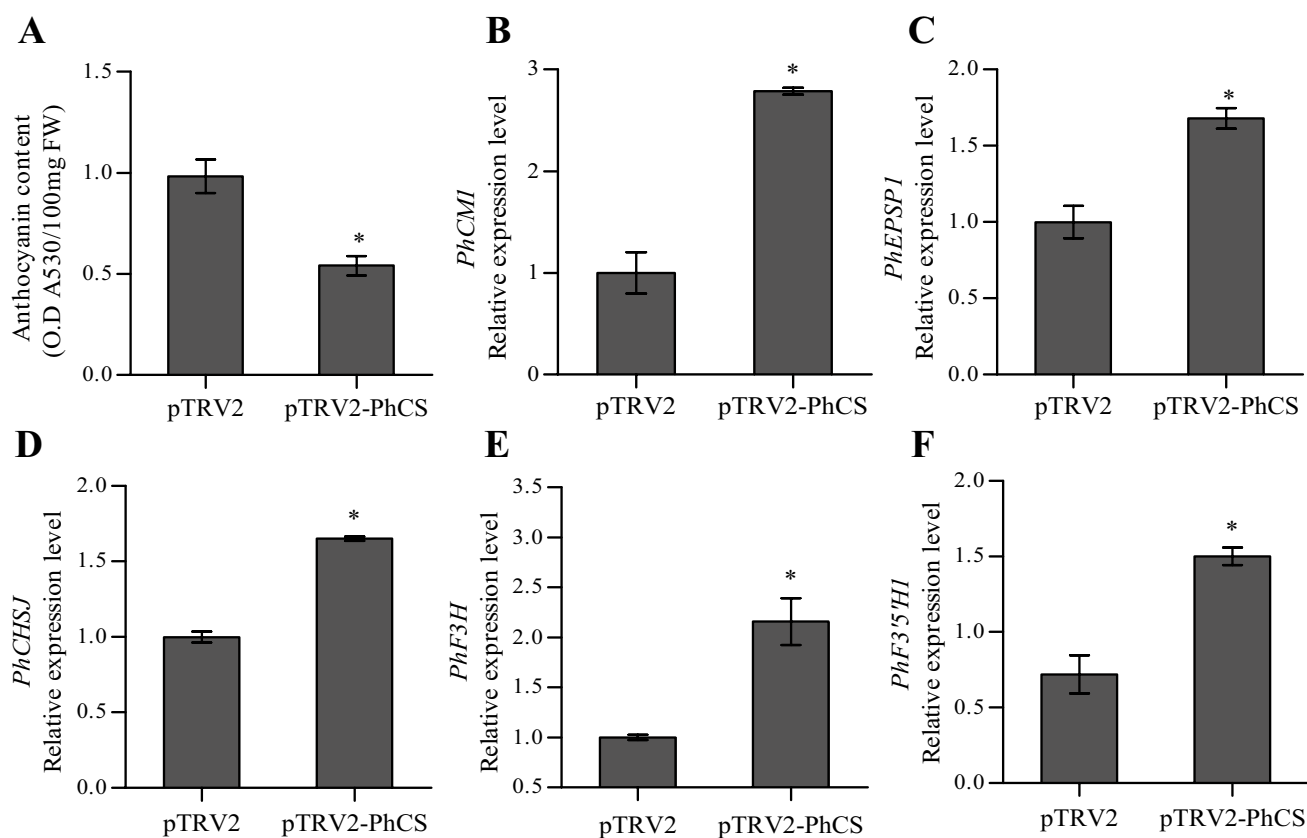 A
Anthocyanin content
(O.D A530/100mg FW)
1.5
1.0
0.5
0.0
*
pTRV2
pTRV2-PhCS
B
PhCM1
Relative expression level
3
2
1
0
*
pTRV2
pTRV2-PhCS
C
PhEPSP1
Relative expression level
2.0
1.5
1.0
0.5
0.0
*
pTRV2
pTRV2-PhCS
D
PhCHSJ
Relative expression level
2.0
1.5
1.0
0.5
0.0
*
pTRV2
pTRV2-PhCS
E
PhF3H
Relative expression level
3.5
3.0
2.5
2.0
1.5
1.0
0.5
*
pTRV2
pTRV2-PhCS
F
PhF3'5'H1
Relative expression level
2.0
1.5
1.0
0.5
0.0
*
pTRV2
pTRV2-PhCS